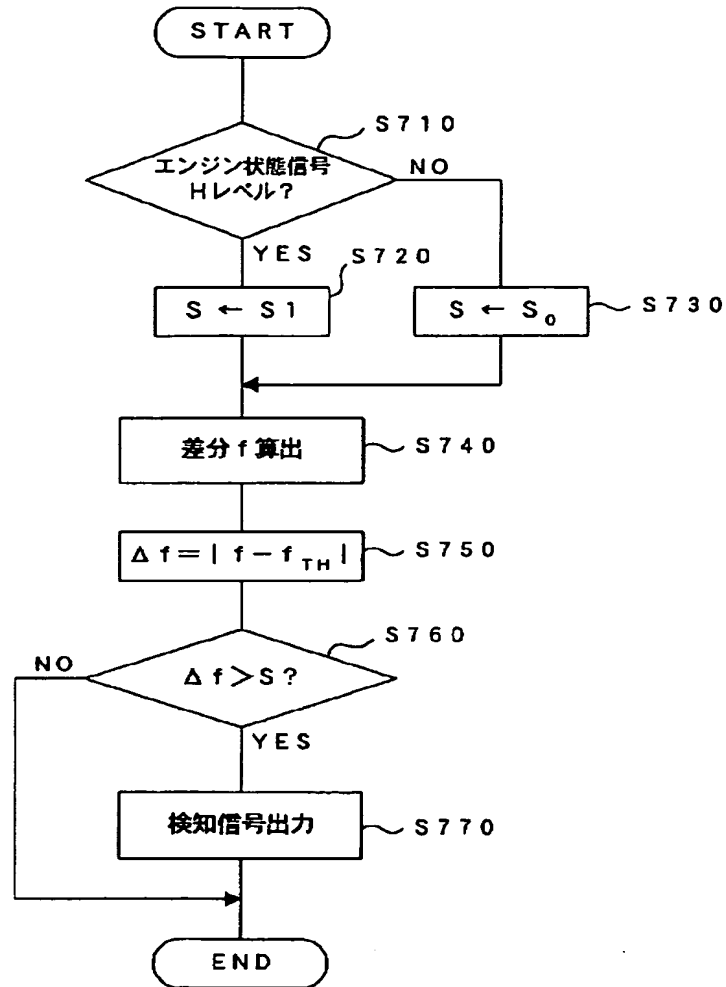 START
S710
エンジン状態信号
Hレベル?
NO
YES
S720
S ← S1
S ← S₀
S730
差分f算出
S740
Δf=|f-f_TH|
S750
S760
NO
Δf>S?
YES
検知信号出力
S770
END